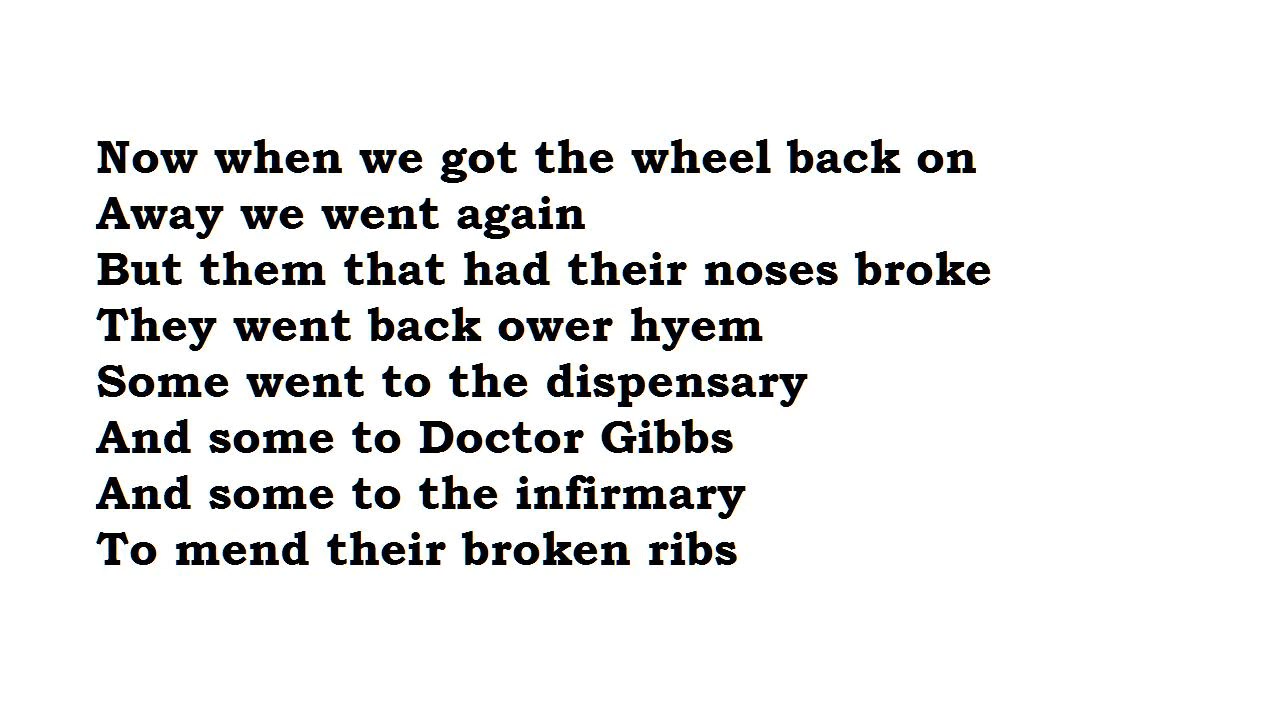 Now when we got the wheel back on
Away we went again
But them that had their noses broke
They went back ower hyem
Some went to the dispensary
And some to Doctor Gibbs
And some to the infirmary
To mend their broken ribs